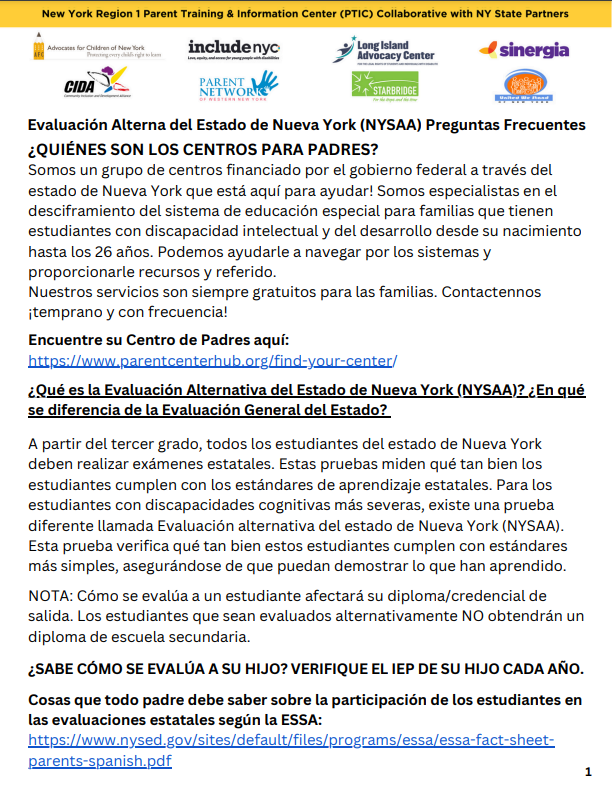 New York Region 1 Parent Training & Information Center (PTIC) Collaborative with NY State Partners
AFC
Advocates for Children of New York
Protecting every child's right to learn
includenyc
Love, equity, and access for young people with disabilities
Long Island
Advocacy Center
sinergia
CIDA
Community Inclusion and Development Alliance
PARENT
NETWORK
OF WESTERN NEW YORK
STARBRIDGE
United We Stand
OF NEW YORK
Evaluación Alterna del Estado de Nueva York (NYSAA) Preguntas Frecuentes
¿QUIÉNES SON LOS CENTROS PARA PADRES?
Somos un grupo de centros financiado por el gobierno federal a través del
estado de Nueva York que está aquí para ayudar! Somos especialistas en el
desciframiento del sistema de educación especial para familias que tienen
estudiantes con discapacidad intelectual y del desarrollo desde su nacimiento
hasta los 26 años. Podemos ayudarle a navegar por los sistemas y
proporcionarle recursos y referido.
Nuestros servicios son siempre gratuitos para las familias. Contactennos
¡temprano y con frecuencia!
Encuentre su Centro de Padres aquí:
https://www.parentcenterhub.org/find-your-center/
¿Qué es la Evaluación Alternativa del Estado de Nueva York (NYSAA)? ¿En qué
se diferencia de la Evaluación General del Estado?
A partir del tercer grado, todos los estudiantes del estado de Nueva York
deben realizar exámenes estatales. Estas pruebas miden qué tan bien los
estudiantes cumplen con los estándares de aprendizaje estatales. Para los
estudiantes con discapacidades cognitivas más severas, existe una prueba
diferente llamada Evaluación alternativa del estado de Nueva York (NYSAA).
Esta prueba verifica qué tan bien estos estudiantes cumplen con estándares
más simples, asegurándose de que puedan demostrar lo que han aprendido.
NOTA: Cómo se evalúa a un estudiante afectará su diploma/credencial de
salida. Los estudiantes que sean evaluados alternativamente NO obtendrán un
diploma de escuela secundaria.
¿SABE CÓMO SE EVALÚA A SU HIJO? VERIFIQUE EL IEP DE SU HIJO CADA AÑO.
Cosas que todo padre debe saber sobre la participación de los estudiantes en
las evaluaciones estatales según la ESSA:
https://www.nysed.gov/sites/default/files/programs/essa/essa-fact-sheet-
parents-spanish.pdf
1